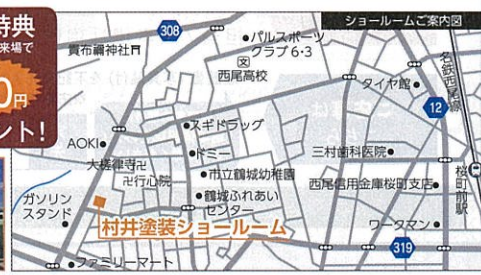 特典
来場で
0円
ント!
ショールームご案内図
308
パルスポーツ
クラブ6・3
貴布禰神社
文
西尾高校
タイヤ館
名鉄西尾線
12
スギドラッグ
AOKI
ドミー
三村歯科医院
大槎律寺卍
卍行心院
市立鶴城幼稚園
西尾信用金庫桜町支店
桜町前駅
鶴城ふれあい
センター
ガソリン
スタンド
村井塗装ショールーム
ワークマン
319
ファミリーマート